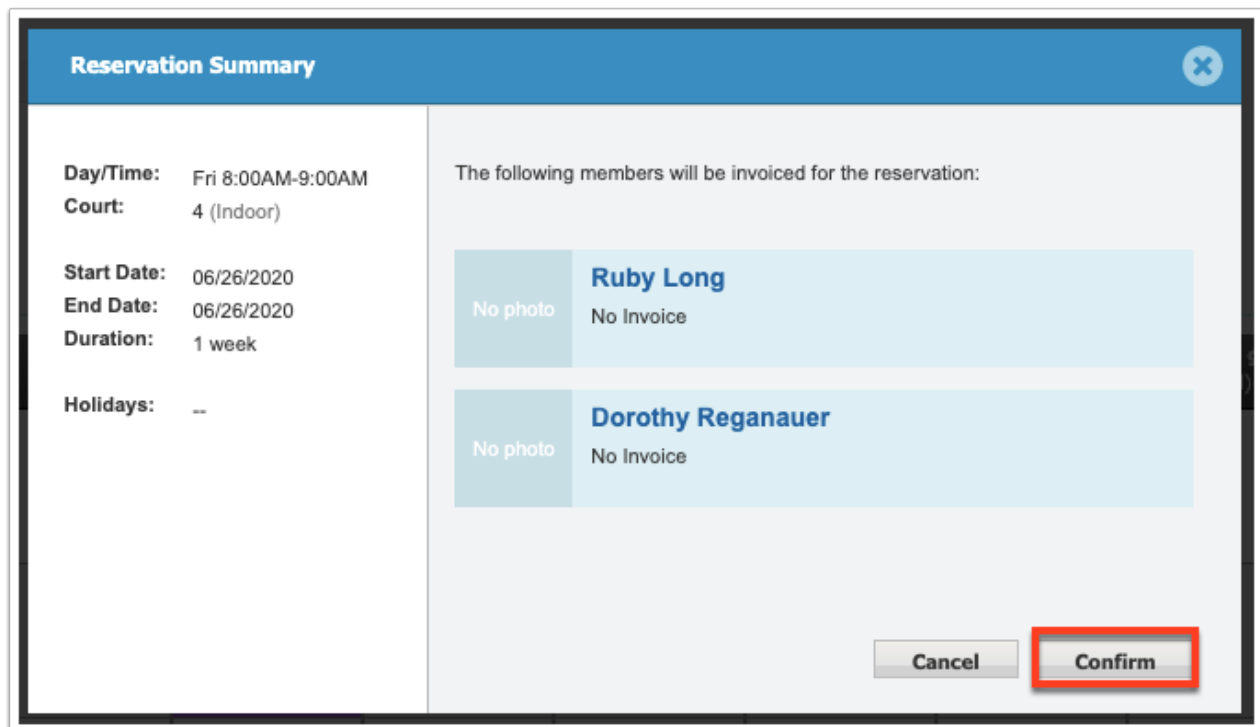 Reservation Summary
Day/Time: Fri 8:00AM-9:00AM
Court: 4 (Indoor)
Start Date: 06/26/2020
End Date: 06/26/2020
Duration: 1 week
Holidays: --
The following members will be invoiced for the reservation:
No photo
Ruby Long
No Invoice
No photo
Dorothy Reganauer
No Invoice
Cancel
Confirm